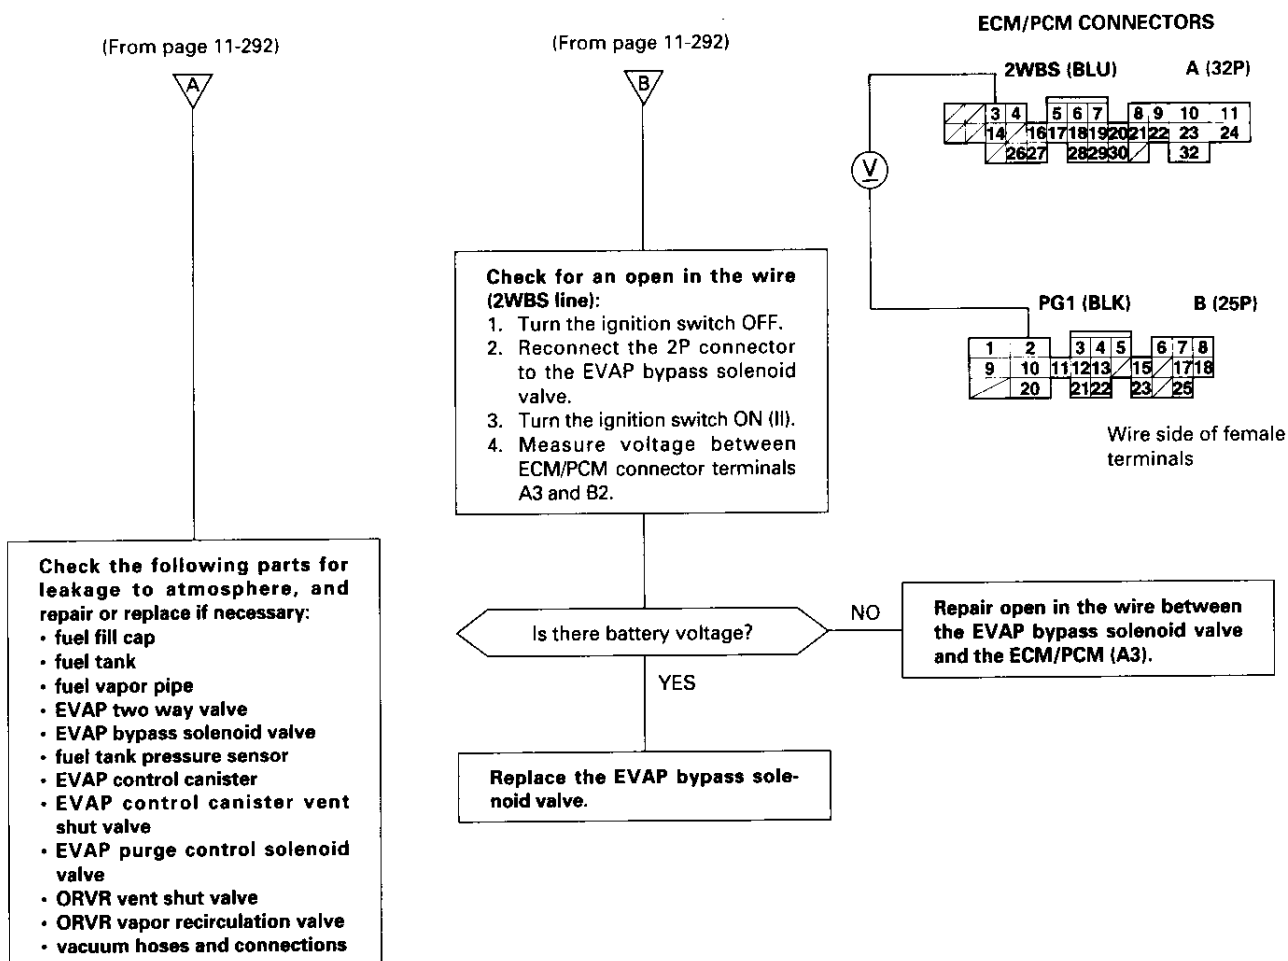 (From page 11-292)
A
Check the following parts for
leakage to atmosphere, and
repair or replace if necessary:
• fuel fill cap
• fuel tank
• fuel vapor pipe
• EVAP two way valve
• EVAP bypass solenoid valve
• fuel tank pressure sensor
• EVAP control canister
• EVAP control canister vent
shut valve
• EVAP purge control solenoid
valve
• ORVR vent shut valve
• ORVR vapor recirculation valve
• vacuum hoses and connections
(From page 11-292)
B
Check for an open in the wire
(2WBS line):
1. Turn the ignition switch OFF.
2. Reconnect the 2P connector
to the EVAP bypass solenoid
valve.
3. Turn the ignition switch ON (II).
4. Measure voltage between
ECM/PCM connector terminals
A3 and B2.
Is there battery voltage?
NO
YES
Repair open in the wire between
the EVAP bypass solenoid valve
and the ECM/PCM (A3).
Replace the EVAP bypass sole-
noid valve.
ECM/PCM CONNECTORS
2WBS (BLU) A (32P)
3 4 5 6 7 8 9 10 11
14 16 17 18 19 20 21 22 23 24
26 27 28 29 30 32
V
PG1 (BLK) B (25P)
1 2 3 4 5 6 7 8
9 10 11 12 13 15 17 18
20 21 22 23 25
Wire side of female
terminals